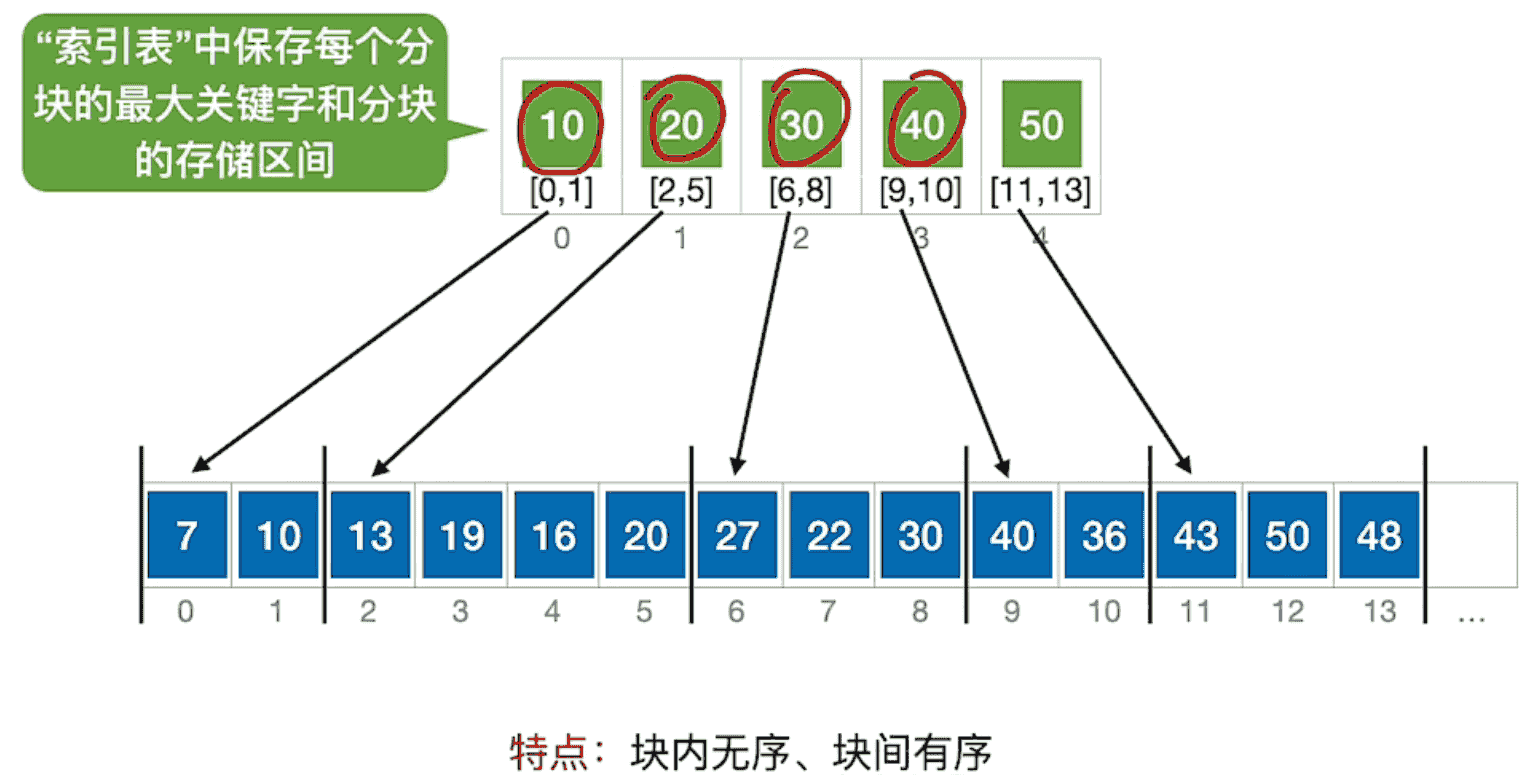 “索引表”中保存每个分
块的最大关键字和分块
的存储区间
10 20 30 40 50
[0,1] [2,5] [6,8] [9,10] [11,13]
0 1 2 3 4
7 10 13 19 16 20 27 22 30 40 36 43 50 48
0 1 2 3 4 5 6 7 8 9 10 11 12 13 ...
特点：块内无序、块间有序